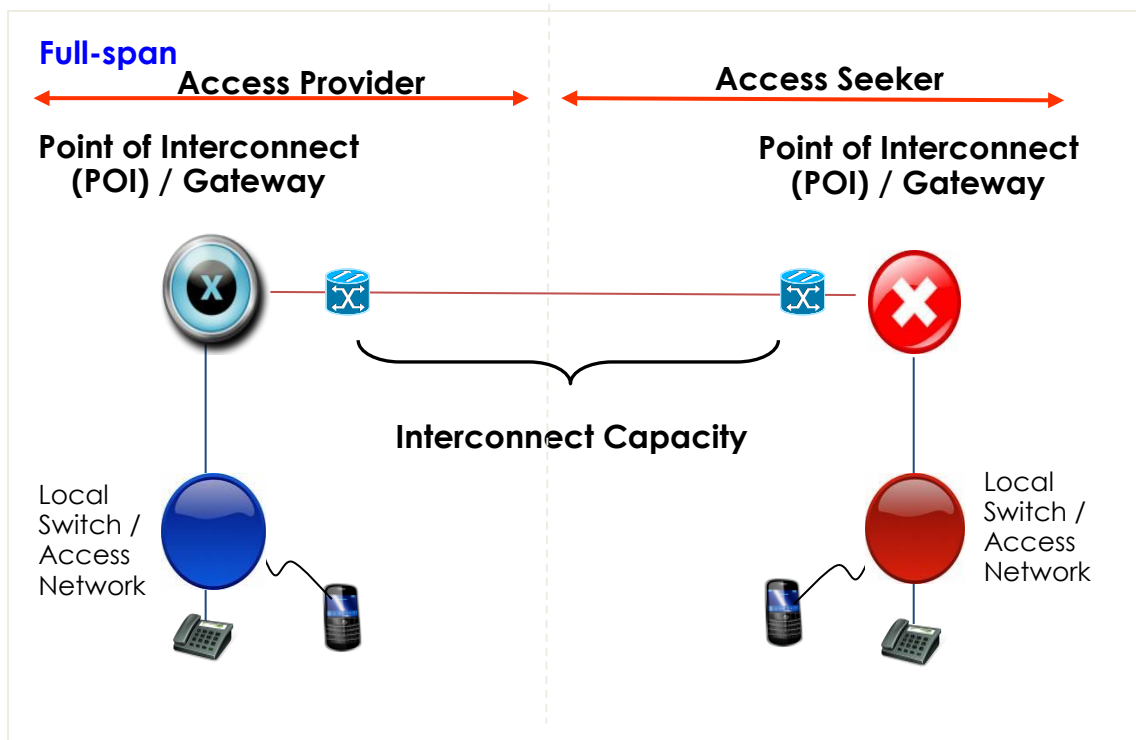 Full-span
Access Provider
Access Seeker
Point of Interconnect
(POI) / Gateway
Point of Interconnect
(POI) / Gateway
X
Interconnect Capacity
Local
Switch /
Access
Network
Local
Switch /
Access
Network